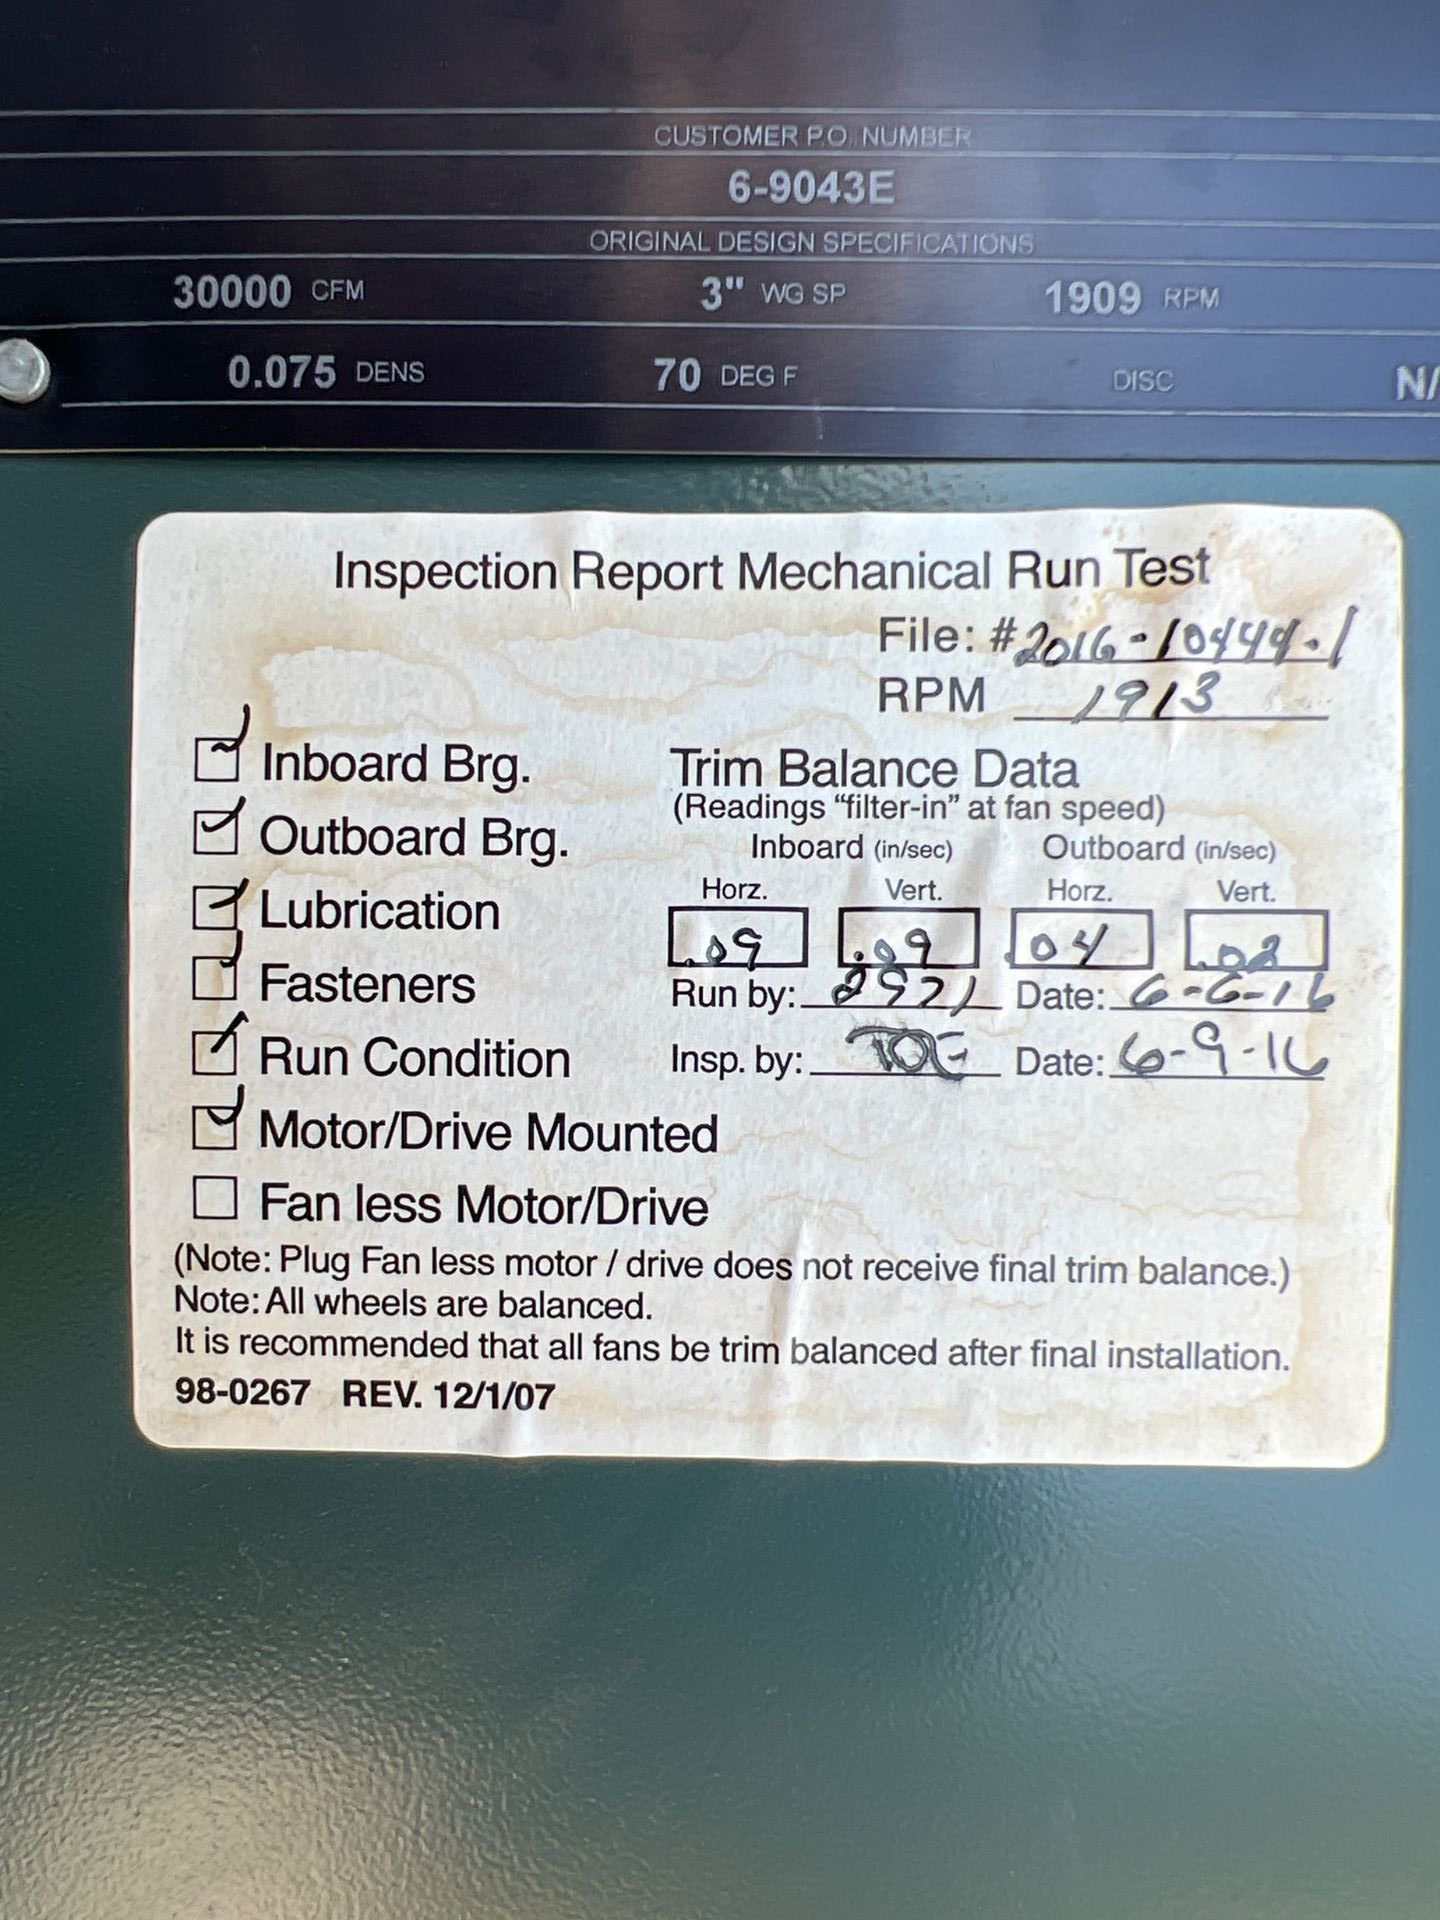 CUSTOMER P.O. NUMBER
6-9043E
ORIGINAL DESIGN SPECIFICATIONS
30000 CFM 3" WG SP 1909 RPM
0.075 DENS 70 DEG F DISC N/
Inspection Report Mechanical Run Test
File: #2016-10444-1
RPM 1913
Inboard Brg. Trim Balance Data
(Readings "filter-in" at fan speed)
Outboard Brg. Inboard (in/sec) Outboard (in/sec)
Horz. Vert. Horz. Vert.
Lubrication .09 .09 .04 .02
Fasteners Run by: Date: 6-6-16
Run Condition Insp. by: Date: 6-9-16
Motor/Drive Mounted
Fan less Motor/Drive
(Note: Plug Fan less motor / drive does not receive final trim balance.)
Note: All wheels are balanced.
It is recommended that all fans be trim balanced after final installation.
98-0267 REV. 12/1/07